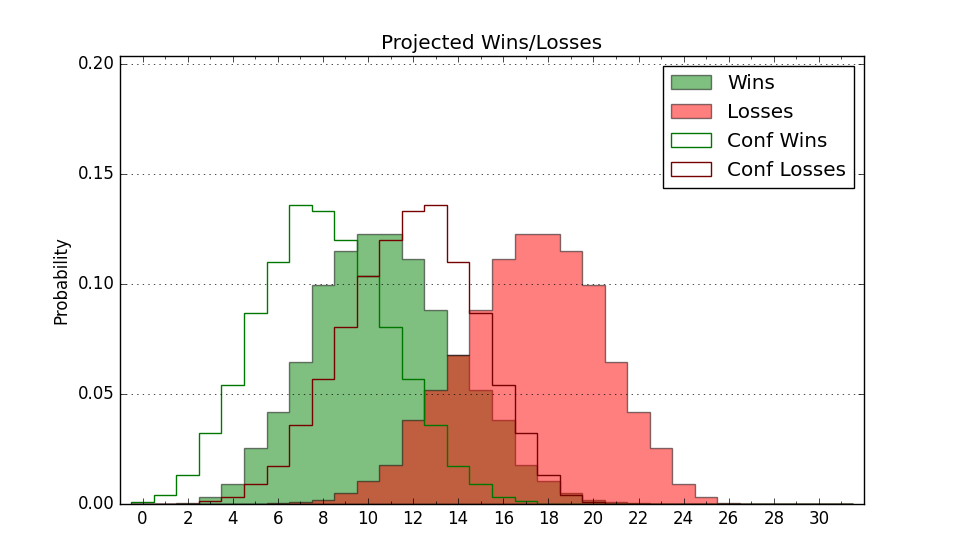 Projected Wins/Losses
0.20
0.15
0.10
0.05
0.00
Probability
Wins
Losses
Conf Wins
Conf Losses
0 2 4 6 8 10 12 14 16 18 20 22 24 26 28 30